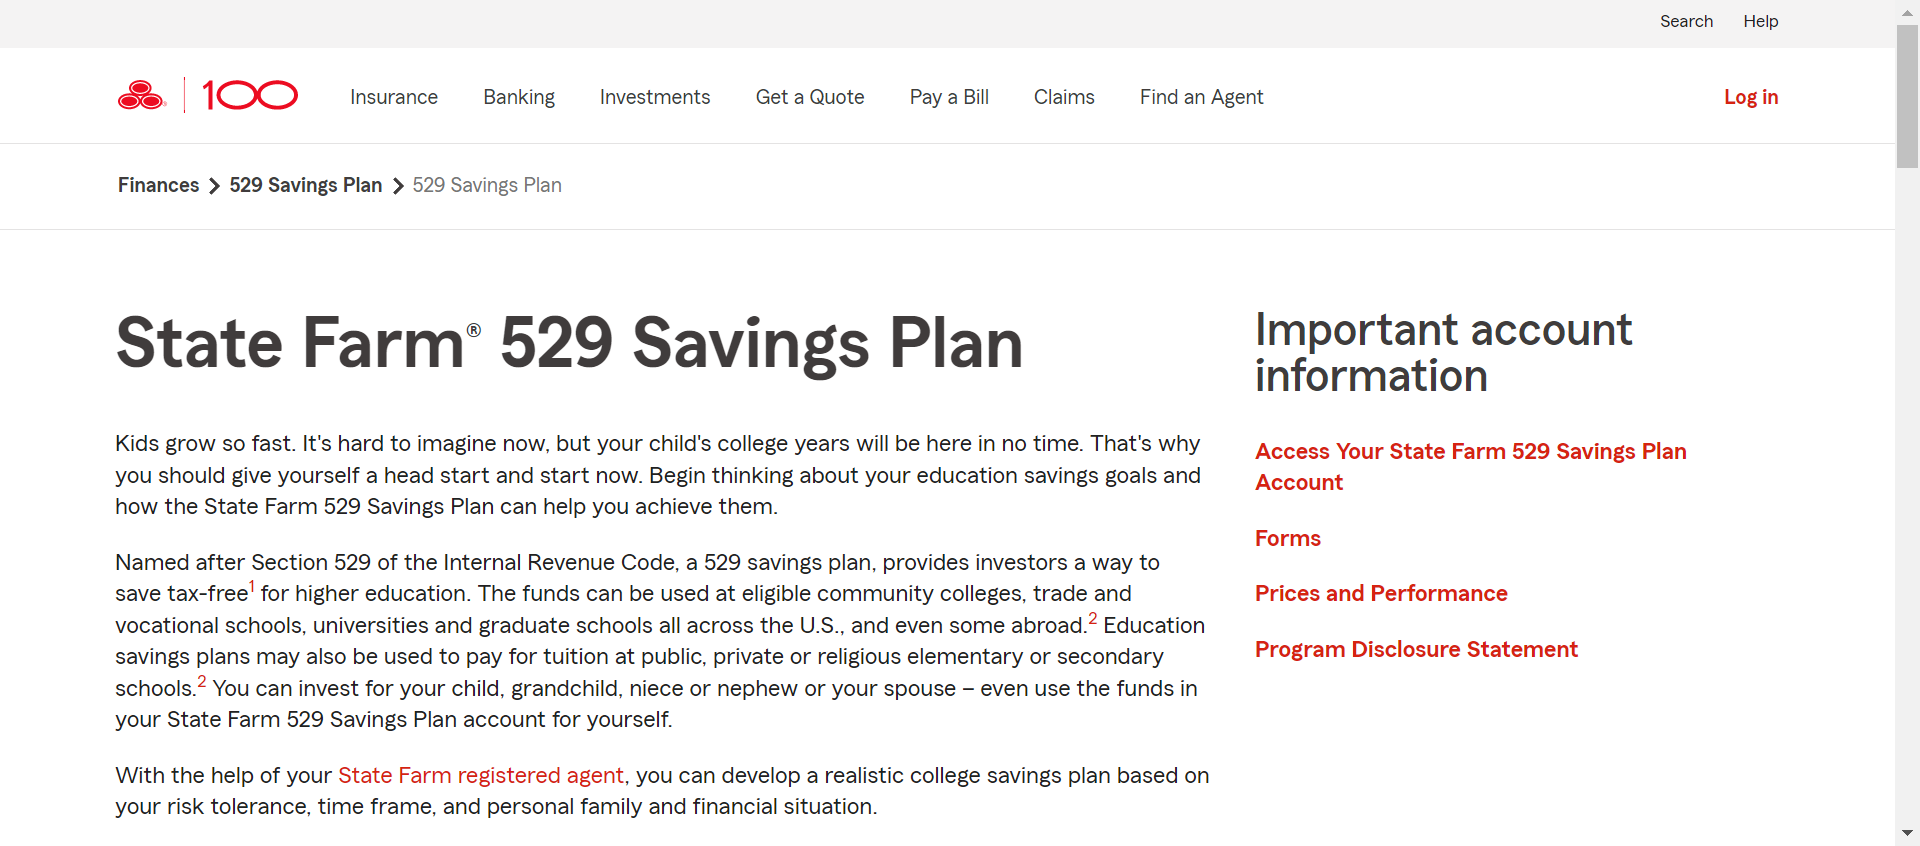 Search Help
100 Insurance Banking Investments Get a Quote Pay a Bill Claims Find an Agent Log in
Finances 529 Savings Plan 529 Savings Plan
State Farm® 529 Savings Plan
Kids grow so fast. It's hard to imagine now, but your child's college years will be here in no time. That's why
you should give yourself a head start and start now. Begin thinking about your education savings goals and
how the State Farm 529 Savings Plan can help you achieve them.
Named after Section 529 of the Internal Revenue Code, a 529 savings plan, provides investors a way to
save tax-free1 for higher education. The funds can be used at eligible community colleges, trade and
vocational schools, universities and graduate schools all across the U.S., and even some abroad.2 Education
savings plans may also be used to pay for tuition at public, private or religious elementary or secondary
schools.2 You can invest for your child, grandchild, niece or nephew or your spouse – even use the funds in
your State Farm 529 Savings Plan account for yourself.
With the help of your State Farm registered agent, you can develop a realistic college savings plan based on
your risk tolerance, time frame, and personal family and financial situation.
Important account
information
Access Your State Farm 529 Savings Plan
Account
Forms
Prices and Performance
Program Disclosure Statement